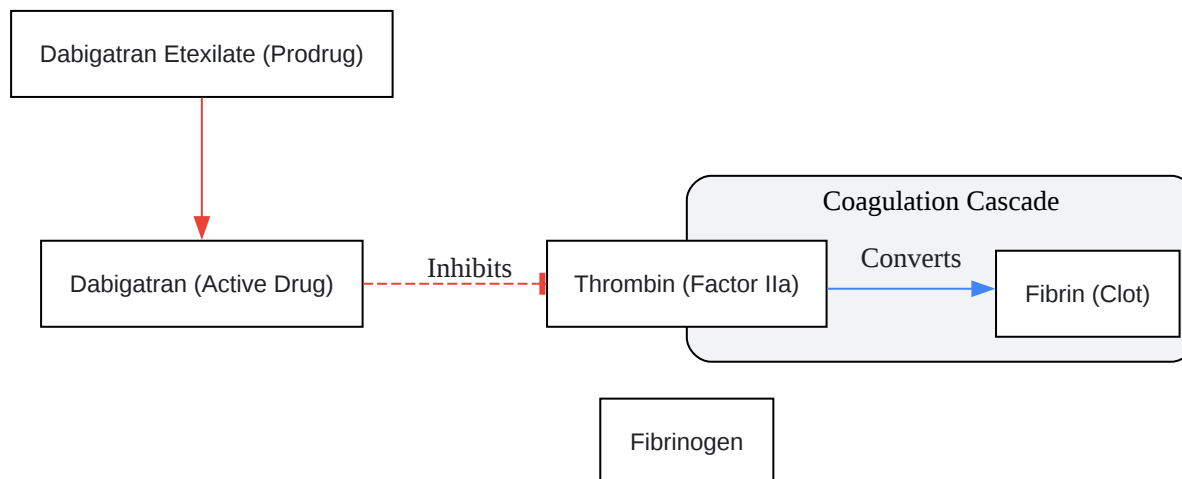 Dabigatran Etexilate (Prodrug)
Coagulation Cascade
Dabigatran (Active Drug)
Inhibits
Thrombin (Factor IIa)
Converts
Fibrin (Clot)
Fibrinogen